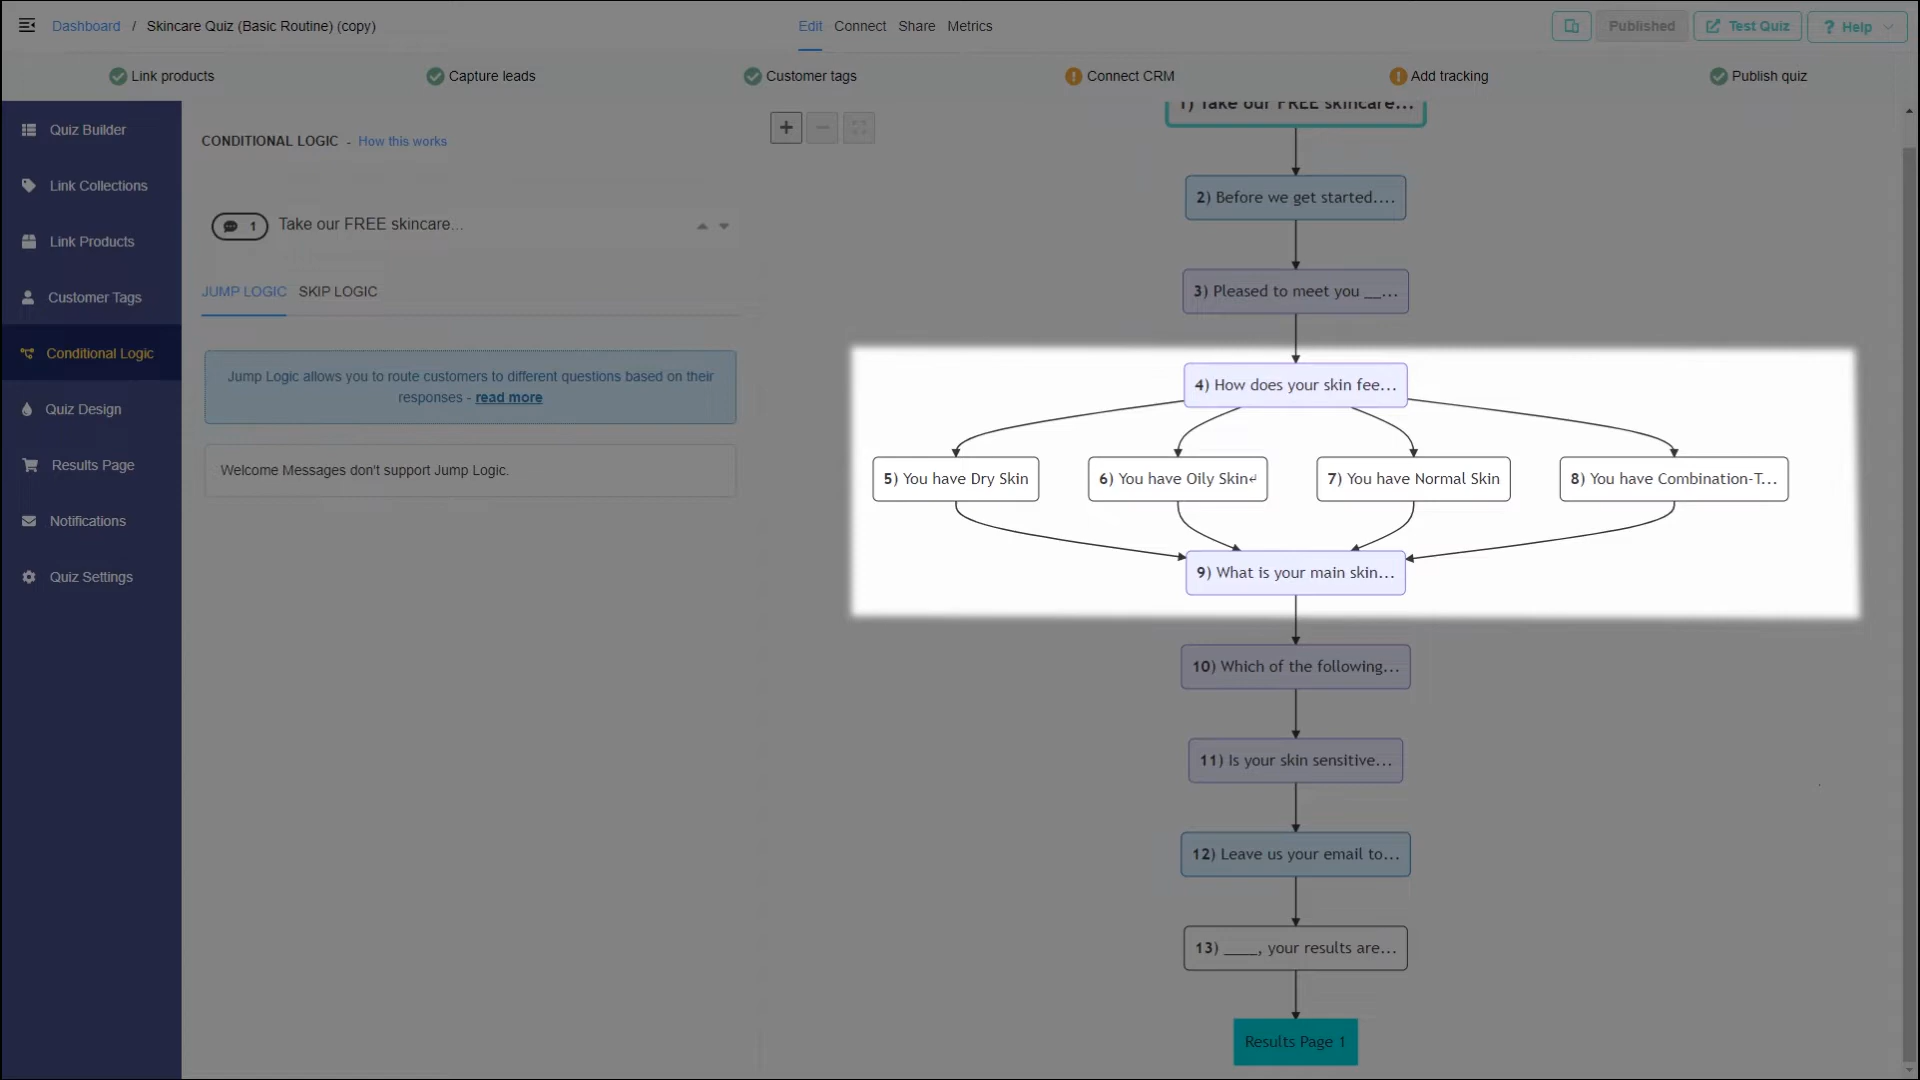 Dashboard / Skincare Quiz (Basic Routine) (copy)
Edit Connect Share Metrics
Published
Test Quiz
? Help
Link products
Capture leads
Customer tags
Connect CRM
Add tracking
Publish quiz
Quiz Builder
Link Collections
Link Products
Customer Tags
Conditional Logic
Quiz Design
Results Page
Notifications
Quiz Settings
CONDITIONAL LOGIC - How this works
1 Take our FREE skincare...
JUMP LOGIC SKIP LOGIC
Jump Logic allows you to route customers to different questions based on their
responses - read more
Welcome Messages don't support Jump Logic.
1) Take our FREE skincare...
2) Before we get started....
3) Pleased to meet you __...
4) How does your skin fee...
5) You have Dry Skin
6) You have Oily Skin↵
7) You have Normal Skin
8) You have Combination-T...
9) What is your main skin...
10) Which of the following...
11) Is your skin sensitive...
12) Leave us your email to...
13) ____, your results are...
Results Page 1